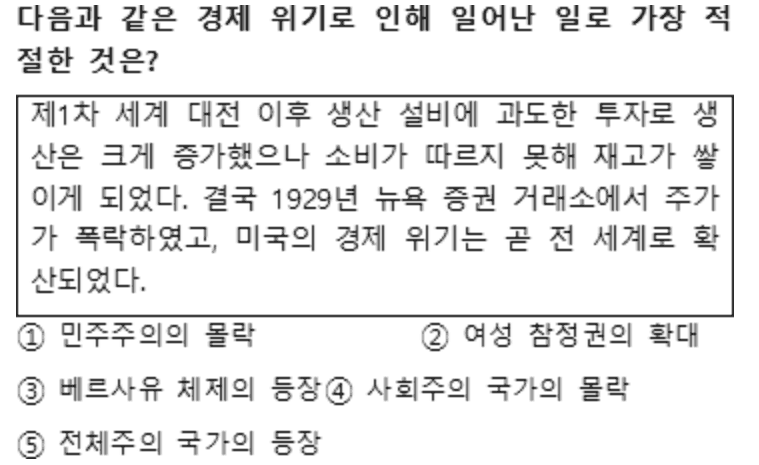 다음과 같은 경제 위기로 인해 일어난 일로 가장 적
절한 것은?
제1차 세계 대전 이후 생산 설비에 과도한 투자로 생
산은 크게 증가했으나 소비가 따르지 못해 재고가 쌓
이게 되었다. 결국 1929년 뉴욕 증권 거래소에서 주가
가 폭락하였고, 미국의 경제 위기는 곧 전 세계로 확
산되었다.
① 민주주의의 몰락 ② 여성 참정권의 확대
③ 베르사유 체제의 등장④ 사회주의 국가의 몰락
⑤ 전체주의 국가의 등장